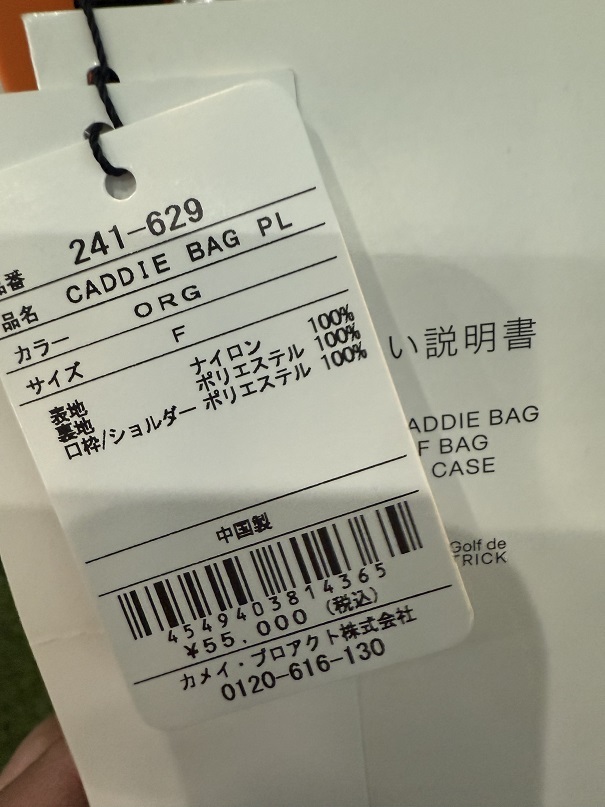 241-629
品番
品名 CADDIE BAG PL
カラー ORG
サイズ F
表地 ナイロン 100%
裏地 ポリエステル 100%
口枠/ショルダー ポリエステル 100%
中国製
4549403814365
¥55,000 (税込)
カメイ・プロアクト株式会社
0120-616-130
い説明書
ADDIE BAG
F BAG
CASE
Golf de
TRICK